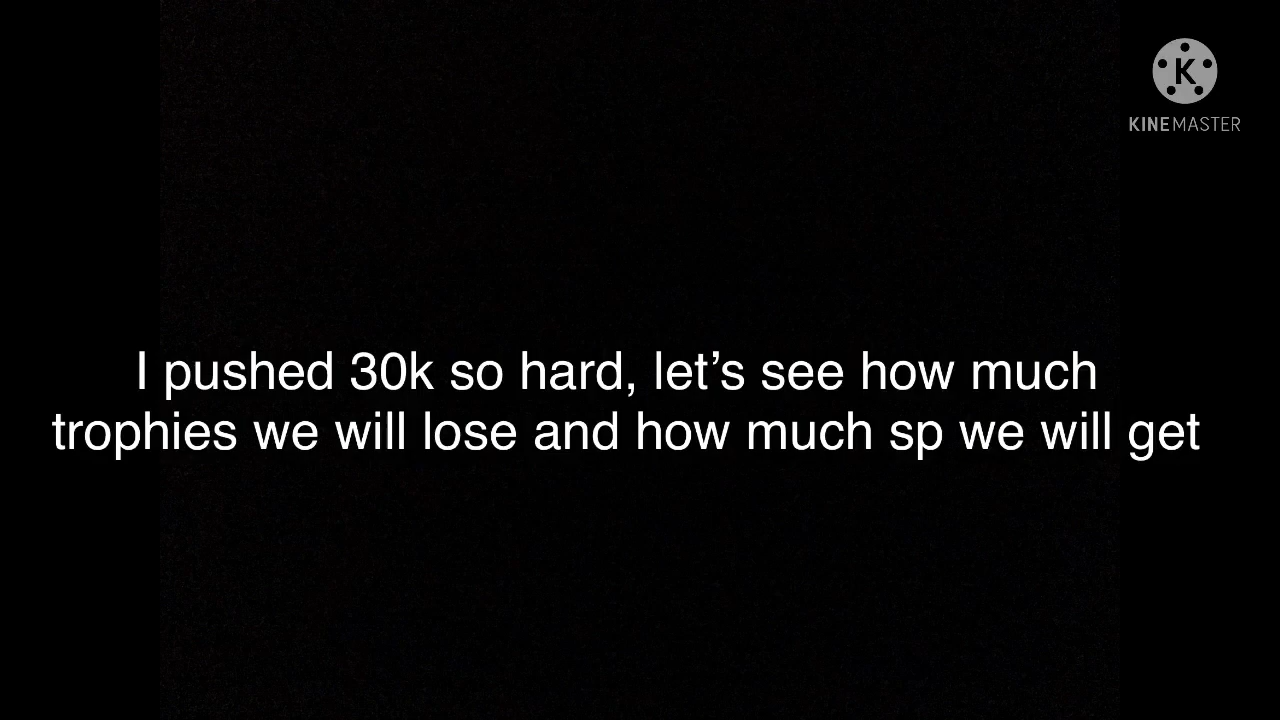 KINEMASTER
I pushed 30k so hard, let’s see how much
trophies we will lose and how much sp we will get